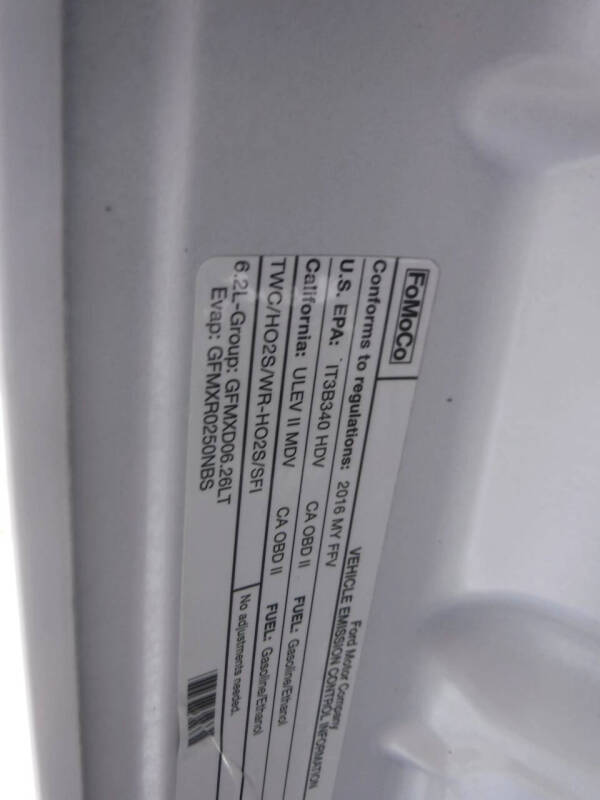 FoMoCo
Ford Motor Company
VEHICLE EMISSION CONTROL INFORMATION
Conforms to regulations: 2016 MY FFV
U.S. EPA: IT3B340 HDV CA OBD II FUEL: Gasoline/Ethanol
California: ULEV II MDV CA OBD II FUEL: Gasoline/Ethanol
TWC/HO2S/WR-HO2S/SFI
No adjustments needed.
6.2L-Group: GFMXD06.26LT
Evap: GFMXR0250NBS